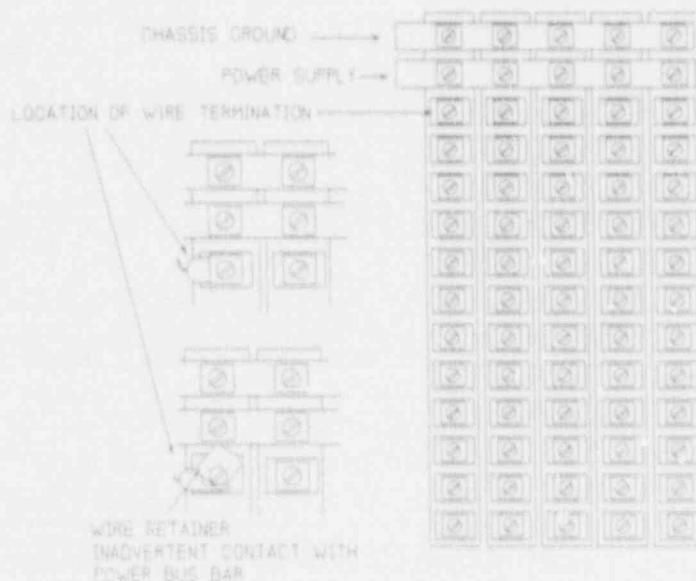 CHASSIS GROUND
POWER SUPPLY
LOCATION OF WIRE TERMINATION
WIRE RETAINER
INADVERTENT CONTACT WITH
POWER BUS BAR